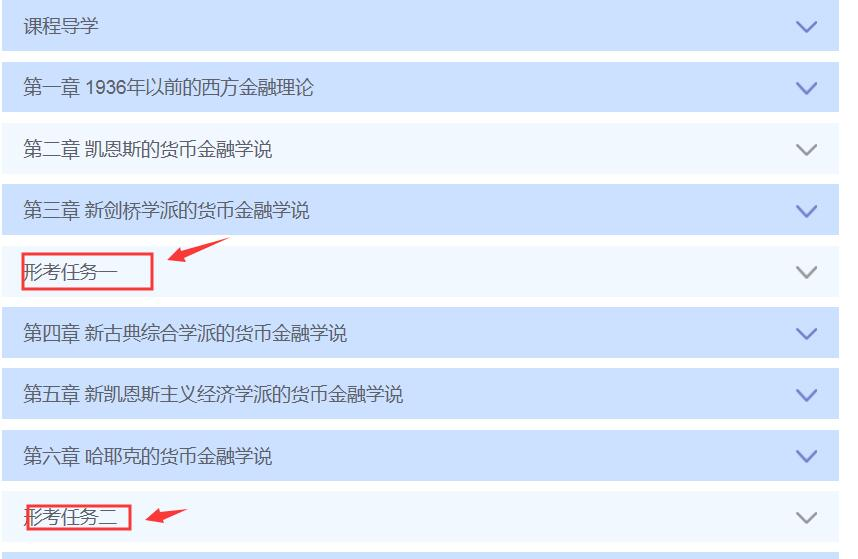 课程导学
第一章 1936年以前的西方金融理论
第二章 凯恩斯的货币金融学说
第三章 新剑桥学派的货币金融学说
形考任务一
第四章 新古典综合学派的货币金融学说
第五章 新凯恩斯主义经济学派的货币金融学说
第六章 哈耶克的货币金融学说
形考任务二